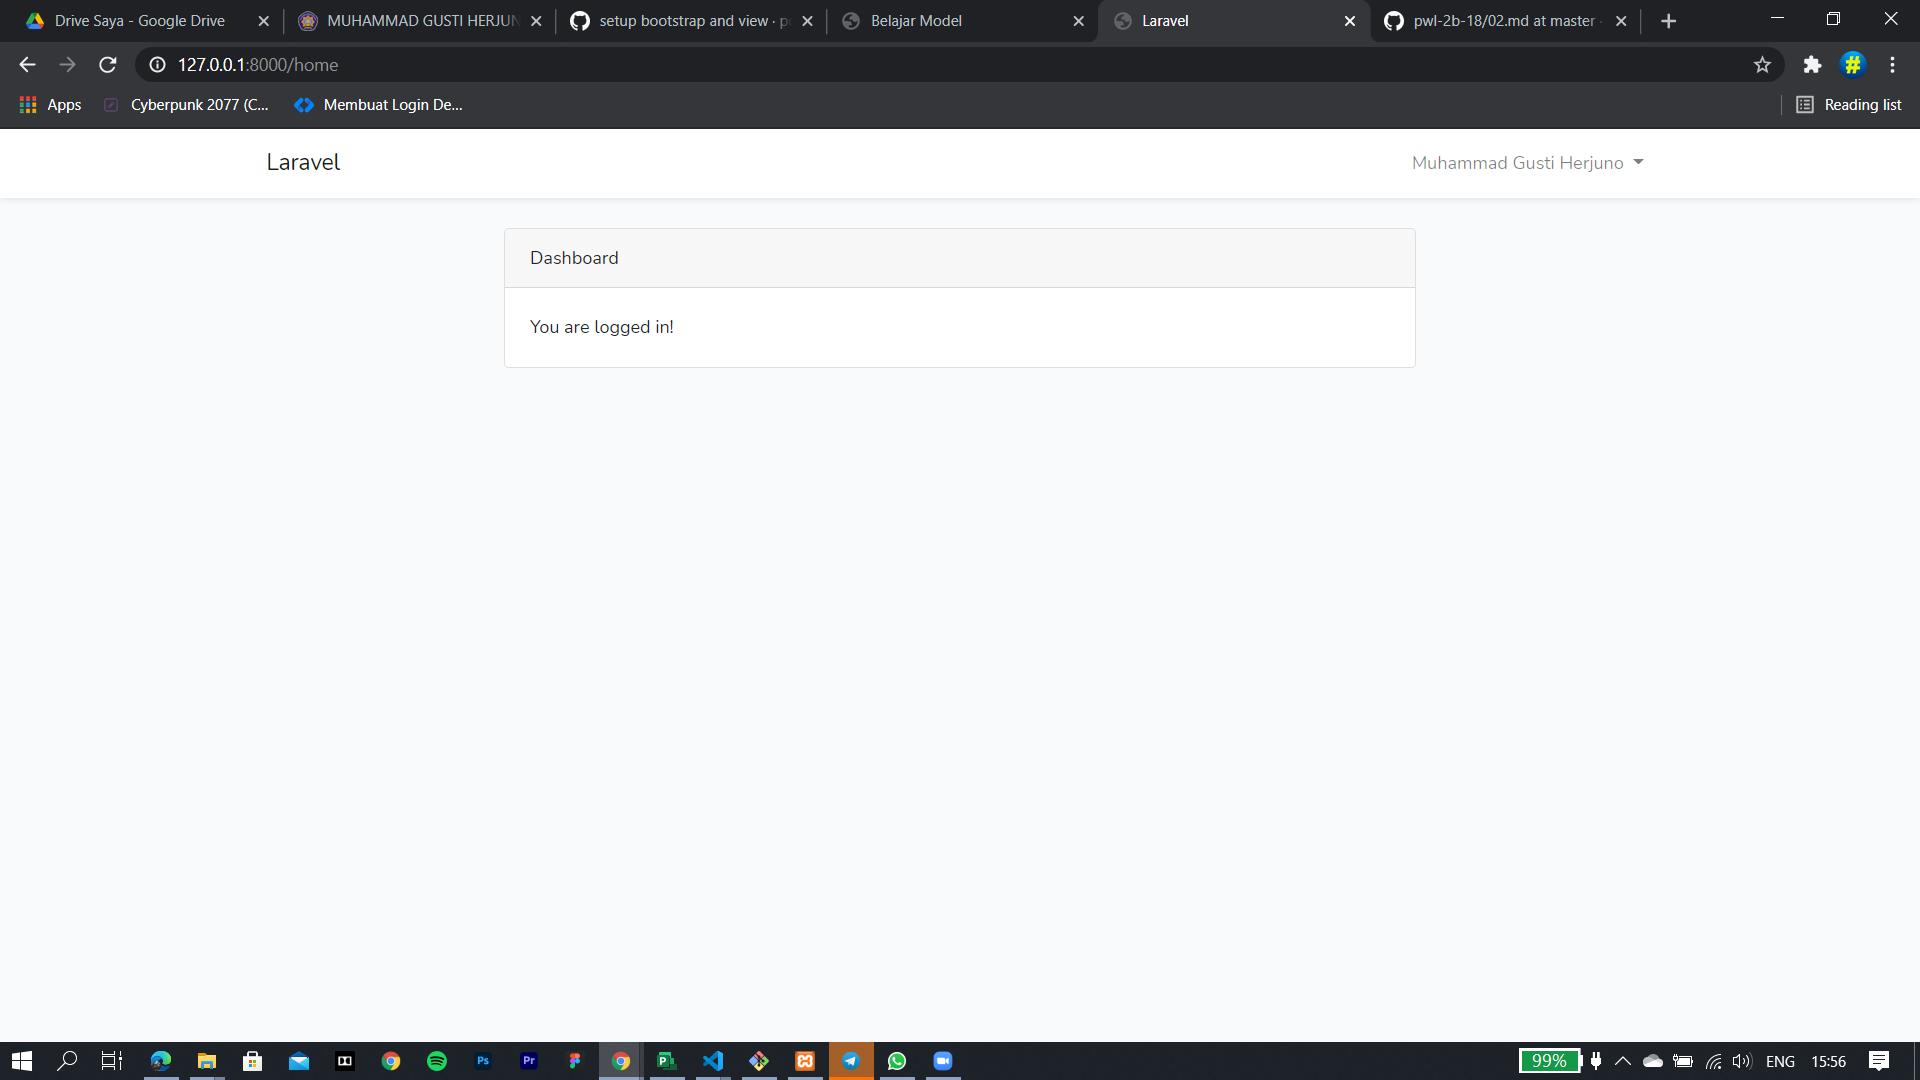 Drive Saya - Google Drive
MUHAMMAD GUSTI HERJUN
setup bootstrap and view · p
Belajar Model
Laravel
pwl-2b-18/02.md at master ·
127.0.0.1:8000/home
Apps
Cyberpunk 2077 (C...
Membuat Login De...
Reading list
Laravel
Muhammad Gusti Herjuno
Dashboard
You are logged in!
Ps
Pr
99%
ENG
15:56